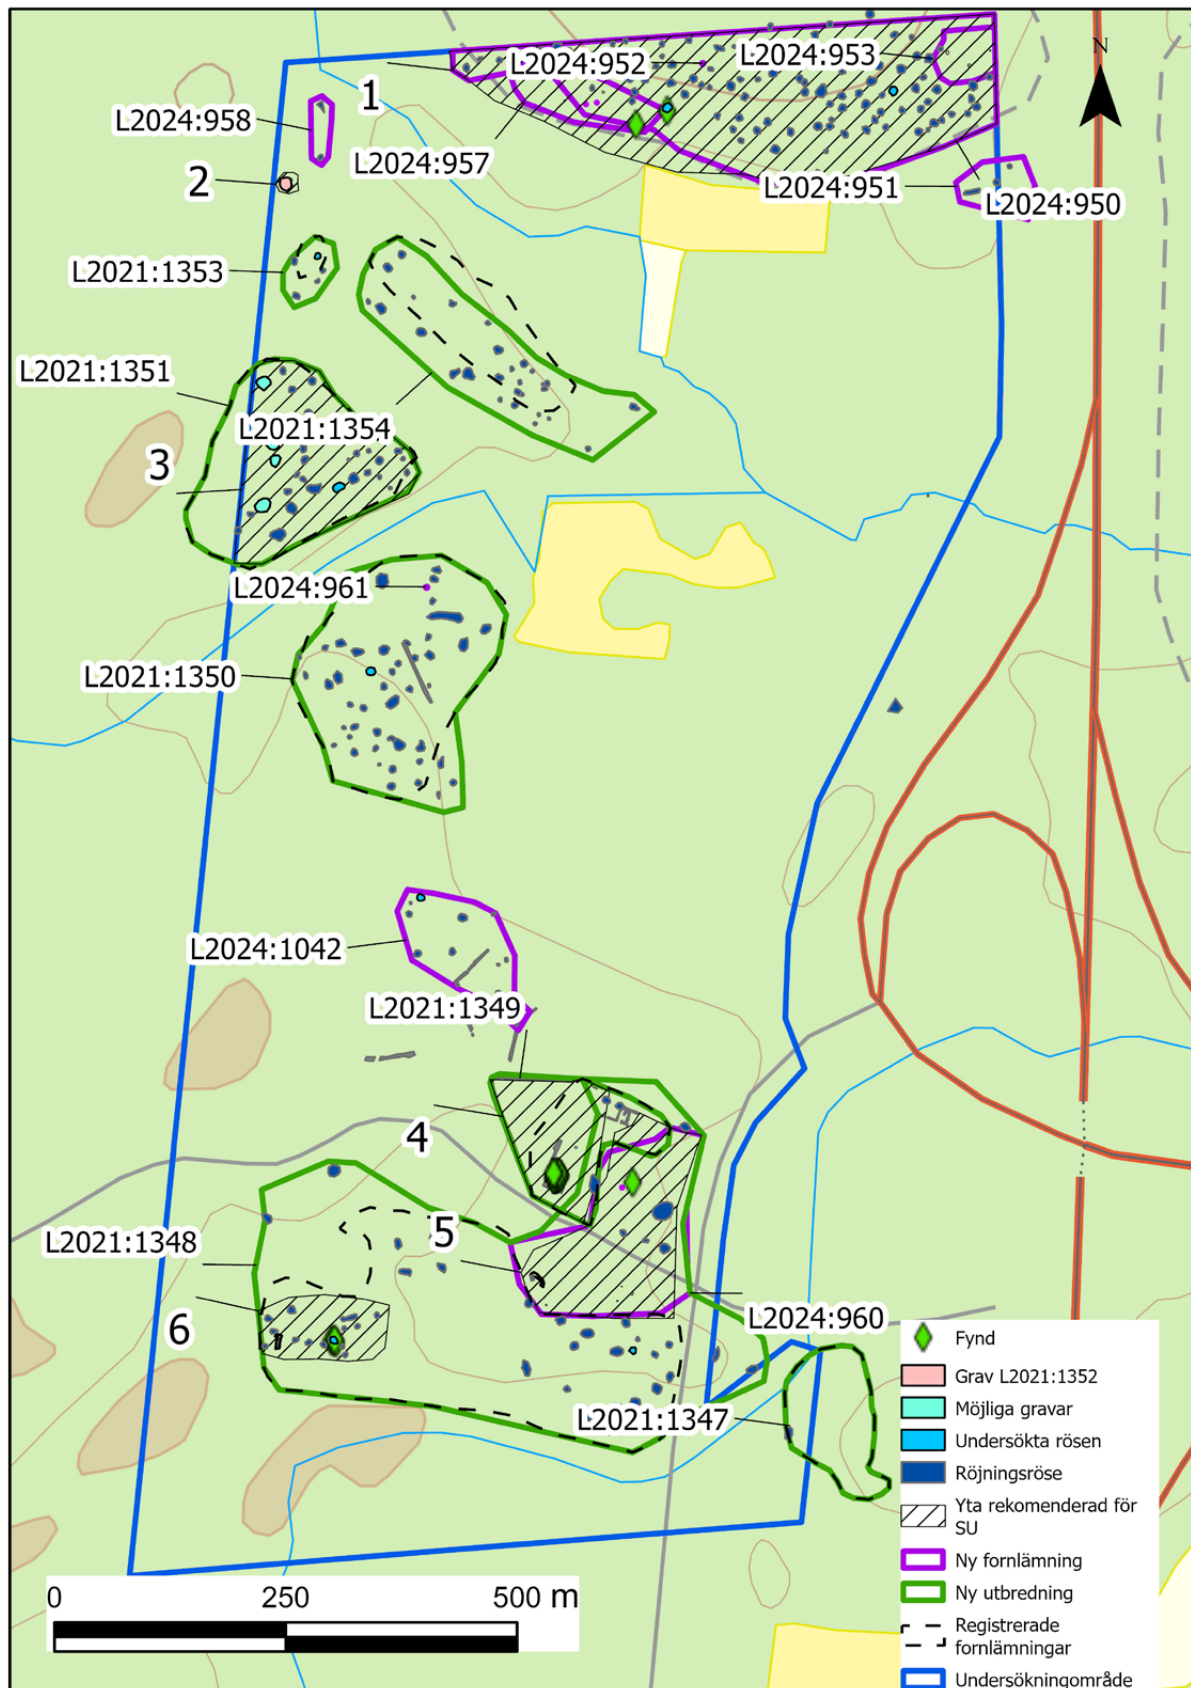 N
L2024:952
L2024:953
1
L2024:958
L2024:957
2
L2024:951
L2024:950
L2021:1353
L2021:1351
L2021:1354
3
L2024:961
L2021:1350
L2024:1042
L2021:1349
4
5
L2021:1348
6
L2024:960
L2021:1347
Fynd
Grav L2021:1352
Möjliga gravar
Undersökta rösen
Röjningsröse
Yta rekomenderad för
SU
Ny fornlämning
Ny utbredning
Registrerade
fornlämningar
Undersökningområde
0 250 500 m